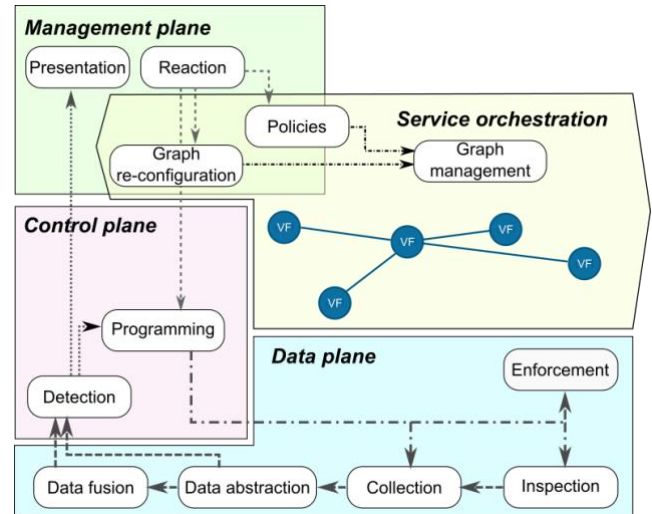 Management plane
Presentation
Reaction
Policies
Service orchestration
Graph
re-configuration
Graph
management
Control plane
VF
VF
VF
VF
VF
Programming
Data plane
Enforcement
Detection
Data fusion
Data abstraction
Collection
Inspection